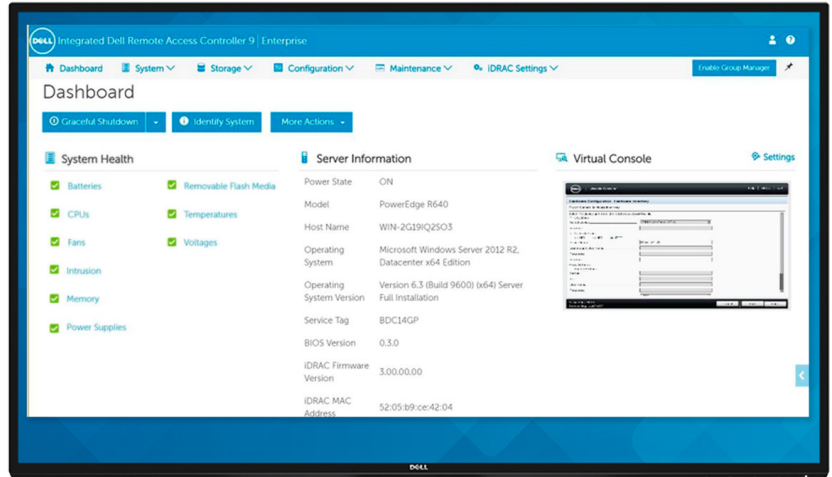 DELL Integrated Dell Remote Access Controller 9 | Enterprise
Dashboard System Storage Configuration Maintenance iDRAC Settings Enable Group Manager
Dashboard
Graceful Shutdown Identify System More Actions
System Health
Batteries Removable Flash Media
CPUs Temperatures
Fans Voltages
Intrusion
Memory
Power Supplies
Server Information
Power State ON
Model PowerEdge R640
Host Name WIN-2G19IQ2SO3
Operating System Microsoft Windows Server 2012 R2, Datacenter x64 Edition
Operating System Version Version 6.3 (Build 9600) (x64) Server Full Installation
Service Tag BDC14GP
BIOS Version 0.3.0
iDRAC Firmware Version 3.00.00.00
iDRAC MAC Address 52:05:b9:ce:42:04
Virtual Console Settings
DELL